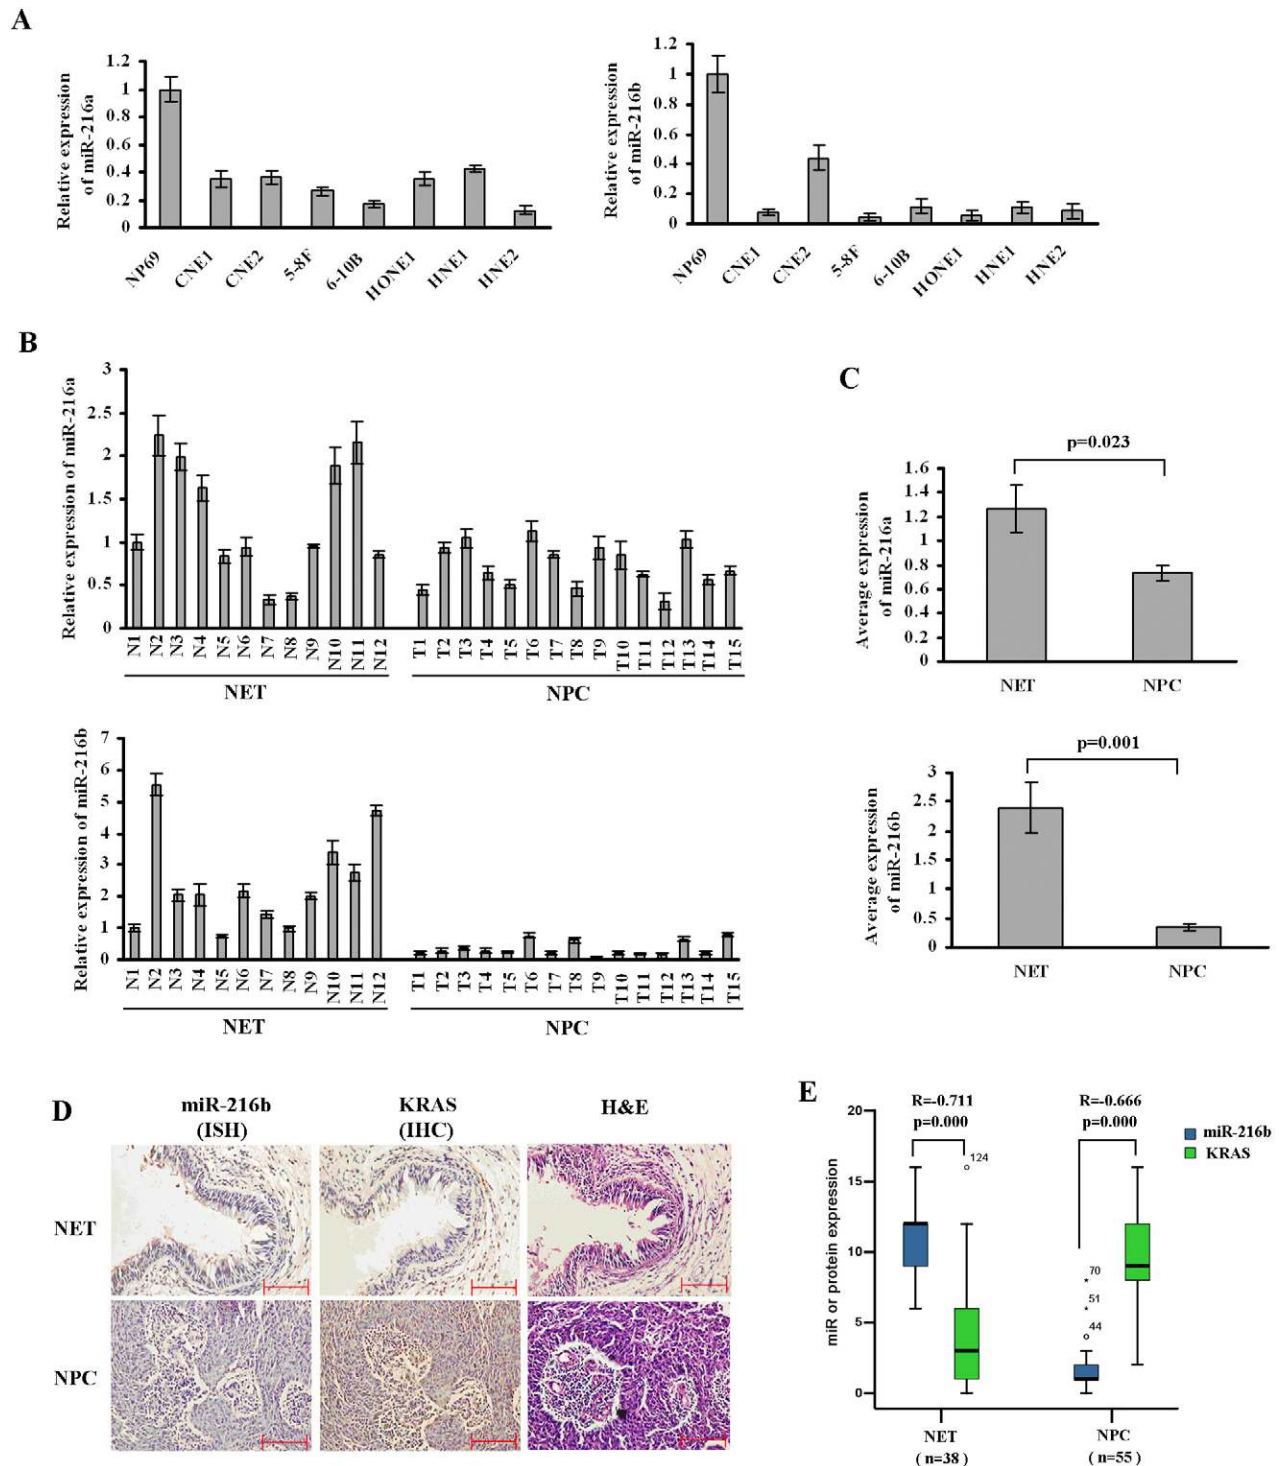 A
Relative expression
of miR-216a
1.2
1
0.8
0.6
0.4
0.2
0
NP69 CNE1 CNE2 5-8F 6-10B HONE1 HNE1 HNE2
Relative expression
of miR-216b
1.2
1
0.8
0.6
0.4
0.2
0
NP69 CNE1 CNE2 5-8F 6-10B HONE1 HNE1 HNE2
B
Relative expression of miR-216a
3
2.5
2
1.5
1
0.5
0
N1 N2 N3 N4 N5 N6 N7 N8 N9 N10 N11 N12 T1 T2 T3 T4 T5 T6 T7 T8 T9 T10 T11 T12 T13 T14 T15
NET NPC
Relative expression of miR-216b
7
6
5
4
3
2
1
0
N1 N2 N3 N4 N5 N6 N7 N8 N9 N10 N11 N12 T1 T2 T3 T4 T5 T6 T7 T8 T9 T10 T11 T12 T13 T14 T15
NET NPC
C
p=0.023
Average expression
of miR-216a
1.6
1.4
1.2
1
0.8
0.6
0.4
0.2
0
NET NPC
p=0.001
Average expression
of miR-216b
3
2.5
2
1.5
1
0.5
0
NET NPC
D
miR-216b KRAS H&E
(ISH) (IHC)
NET
NPC
E
R=-0.711 R=-0.666
p=0.000 p=0.000
miR-216b
KRAS
miR or protein expression
20
15
10
5
0
124
70
51
44
NET NPC
( n=38) ( n=55)